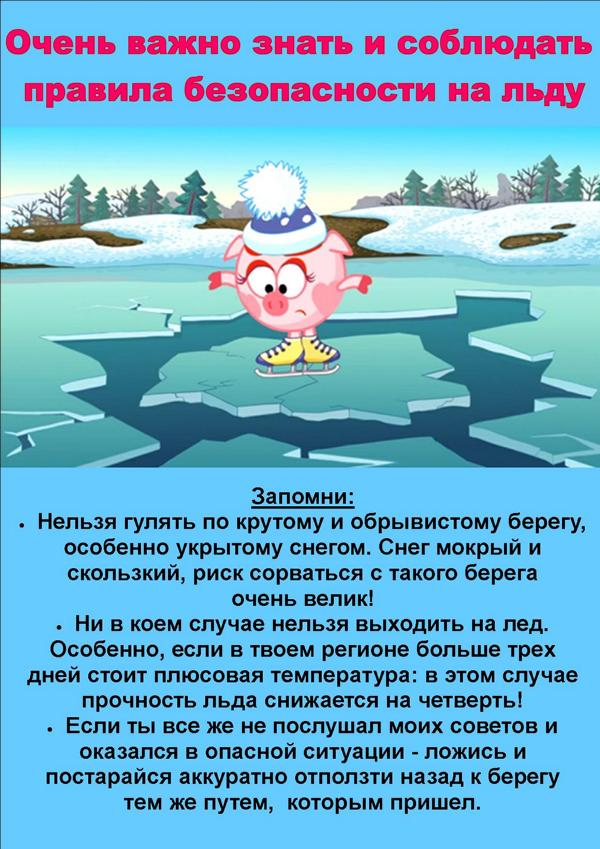 Очень важно знать и соблюдать
правила безопасности на льду
Запомни:
• Нельзя гулять по крутому и обрывистому берегу,
особенно укрытому снегом. Снег мокрый и
скользкий, риск сорваться с такого берега
очень велик!
• Ни в коем случае нельзя выходить на лед.
Особенно, если в твоем регионе больше трех
дней стоит плюсовая температура: в этом случае
прочность льда снижается на четверть!
• Если ты все же не послушал моих советов и
оказался в опасной ситуации - ложись и
постарайся аккуратно отползти назад к берегу
тем же путем, которым пришел.